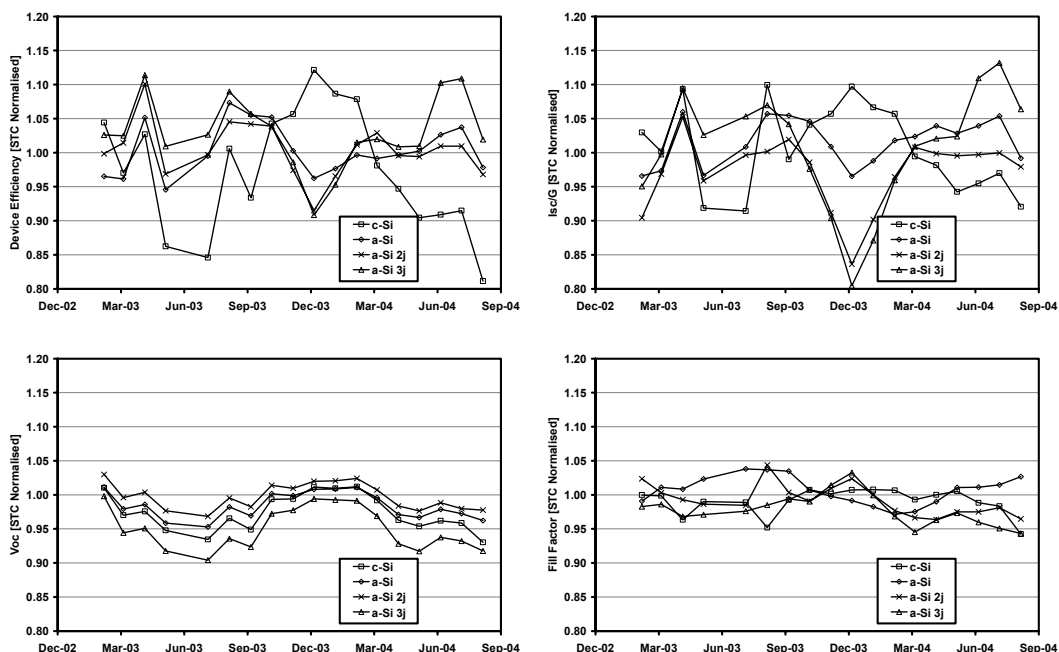 Device Efficiency [STC Normalised]
1.20
1.15
1.10
1.05
1.00
0.95
0.90
0.85
0.80
Dec-02 Mar-03 Jun-03 Sep-03 Dec-03 Mar-04 Jun-04 Sep-04
c-Si
a-Si
a-Si 2j
a-Si 3j
Isc/G [STC Normalised]
1.20
1.15
1.10
1.05
1.00
0.95
0.90
0.85
0.80
Dec-02 Mar-03 Jun-03 Sep-03 Dec-03 Mar-04 Jun-04 Sep-04
c-Si
a-Si
a-Si 2j
a-Si 3j
Voc [STC Normalised]
1.20
1.15
1.10
1.05
1.00
0.95
0.90
0.85
0.80
Dec-02 Mar-03 Jun-03 Sep-03 Dec-03 Mar-04 Jun-04 Sep-04
c-Si
a-Si
a-Si 2j
a-Si 3j
Fill Factor [STC Normalised]
1.20
1.15
1.10
1.05
1.00
0.95
0.90
0.85
0.80
Dec-02 Mar-03 Jun-03 Sep-03 Dec-03 Mar-04 Jun-04 Sep-04
c-Si
a-Si
a-Si 2j
a-Si 3j